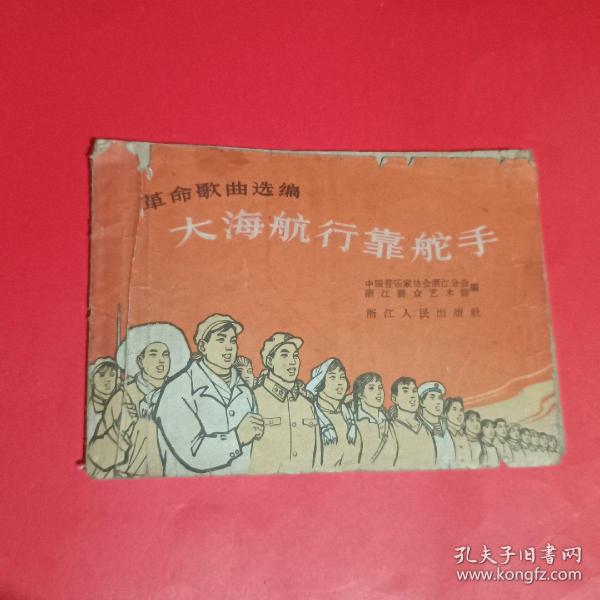 革命歌曲选编
大海航行靠舵手
中国音乐家协会浙江分会
浙江群众艺术馆 编
浙江人民出版社
孔夫子旧书网
www.kongfz.com